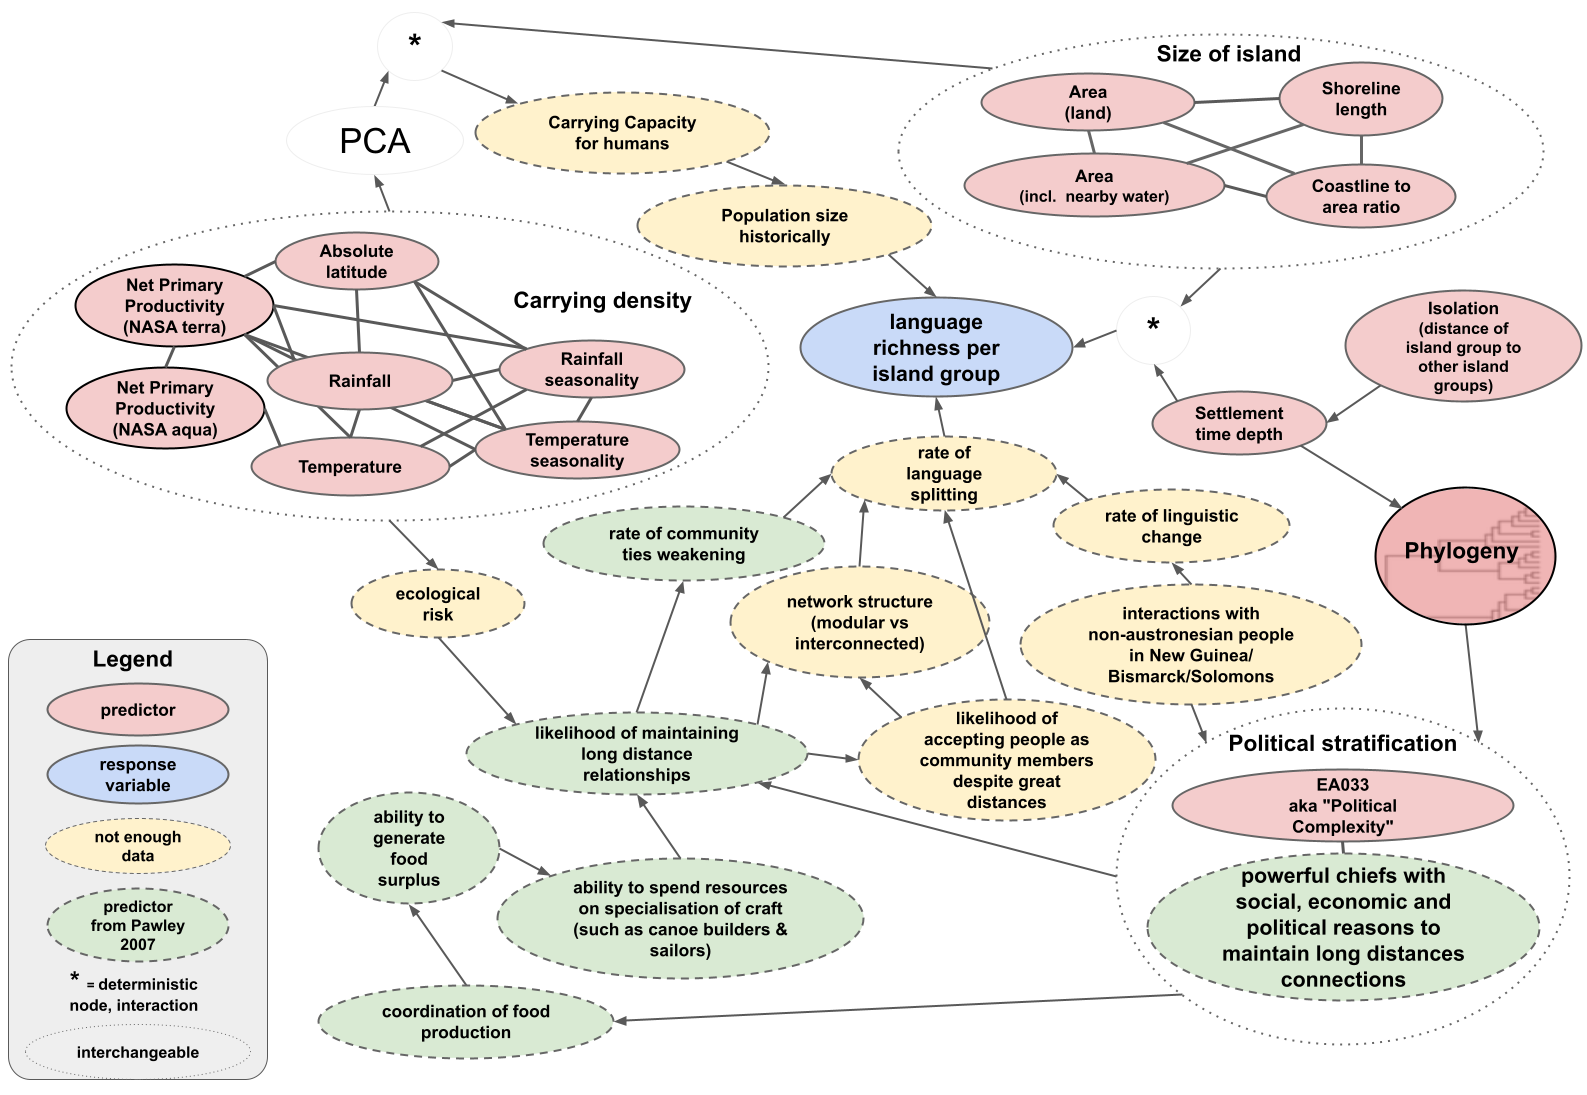 *
Size of island
Area
(land)
Shoreline
length
Area
(incl. nearby water)
Coastline to
area ratio
PCA
Carrying Capacity
for humans
Population size
historically
Absolute
latitude
Carrying density
Net Primary
Productivity
(NASA terra)
Rainfall
Rainfall
seasonality
Net Primary
Productivity
(NASA aqua)
Temperature
Temperature
seasonality
language
richness per
island group
*
Isolation
(distance of
island group to
other island
groups)
Settlement
time depth
rate of
language
splitting
rate of community
ties weakening
rate of linguistic
change
Phylogeny
ecological
risk
network structure
(modular vs
interconnected)
interactions with
non-austronesian people
in New Guinea/
Bismarck/Solomons
likelihood of maintaining
long distance
relationships
likelihood of
accepting people as
community members
despite great
distances
Political stratification
EA033
aka "Political
Complexity"
powerful chiefs with
social, economic and
political reasons to
maintain long distances
connections
ability to
generate
food
surplus
ability to spend resources
on specialisation of craft
(such as canoe builders &
sailors)
coordination of food
production
Legend
predictor
response
variable
not enough
data
predictor
from Pawley
2007
* = deterministic
node, interaction
interchangeable